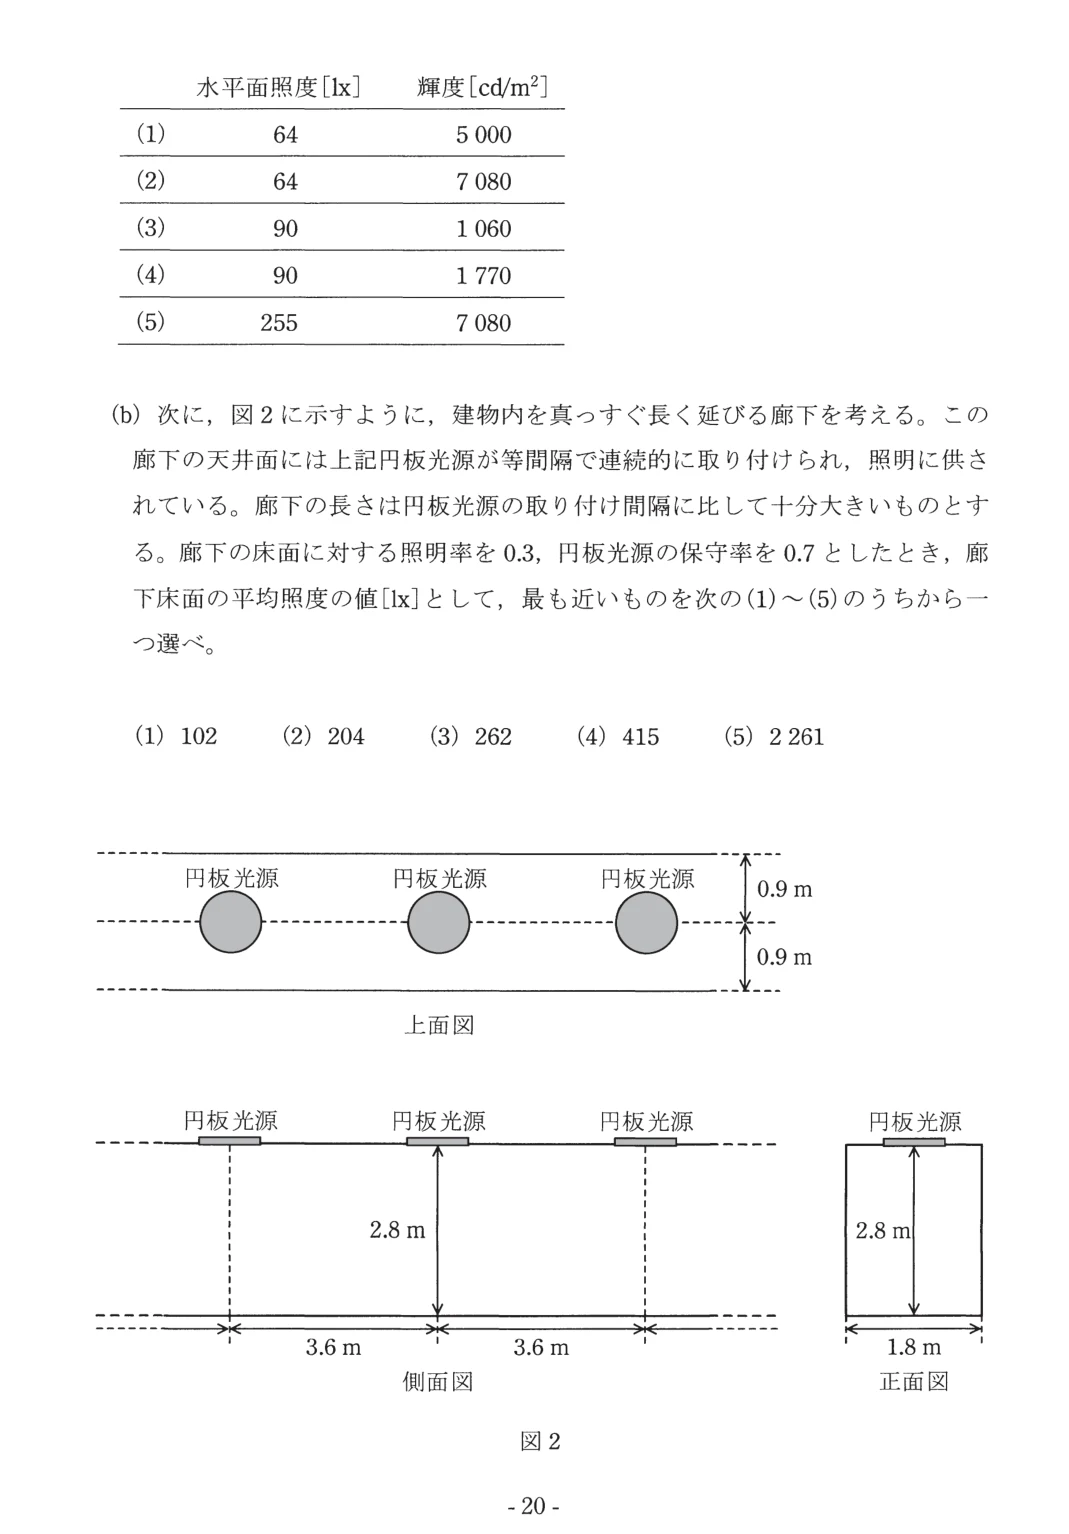 水平面照度[lx] 輝度[cd/m²]
(1) 64 5 000
(2) 64 7 080
(3) 90 1 060
(4) 90 1 770
(5) 255 7 080
(b) 次に，図 2 に示すように，建物内を真っすぐ長く延びる廊下を考える。この
廊下の天井面には上記円板光源が等間隔で連続的に取り付けられ，照明に供さ
れている。廊下の長さは円板光源の取り付け間隔に比して十分大きいものとす
る。廊下の床面に対する照明率を 0.3，円板光源の保守率を 0.7 としたとき，廊
下床面の平均照度の値[lx]として，最も近いものを次の(1)～(5)のうちから一
つ選べ。
(1) 102 (2) 204 (3) 262 (4) 415 (5) 2 261
円板光源 円板光源 円板光源
0.9 m
0.9 m
上面図
円板光源 円板光源 円板光源 円板光源
2.8 m 2.8 m
3.6 m 3.6 m 1.8 m
側面図 正面図
図 2
- 20 -